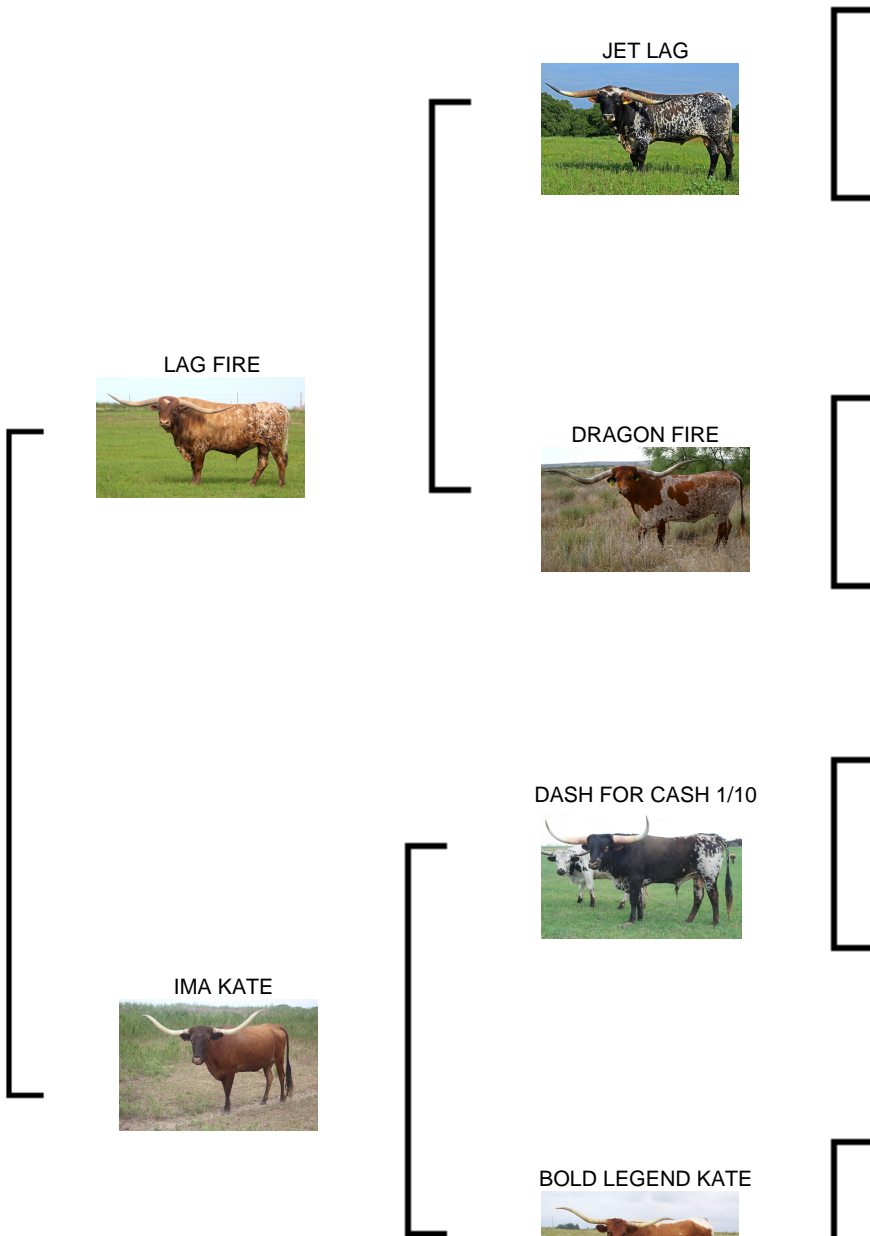 JET LAG
LAG FIRE
DRAGON FIRE
DASH FOR CASH 1/10
IMA KATE
BOLD LEGEND KATE